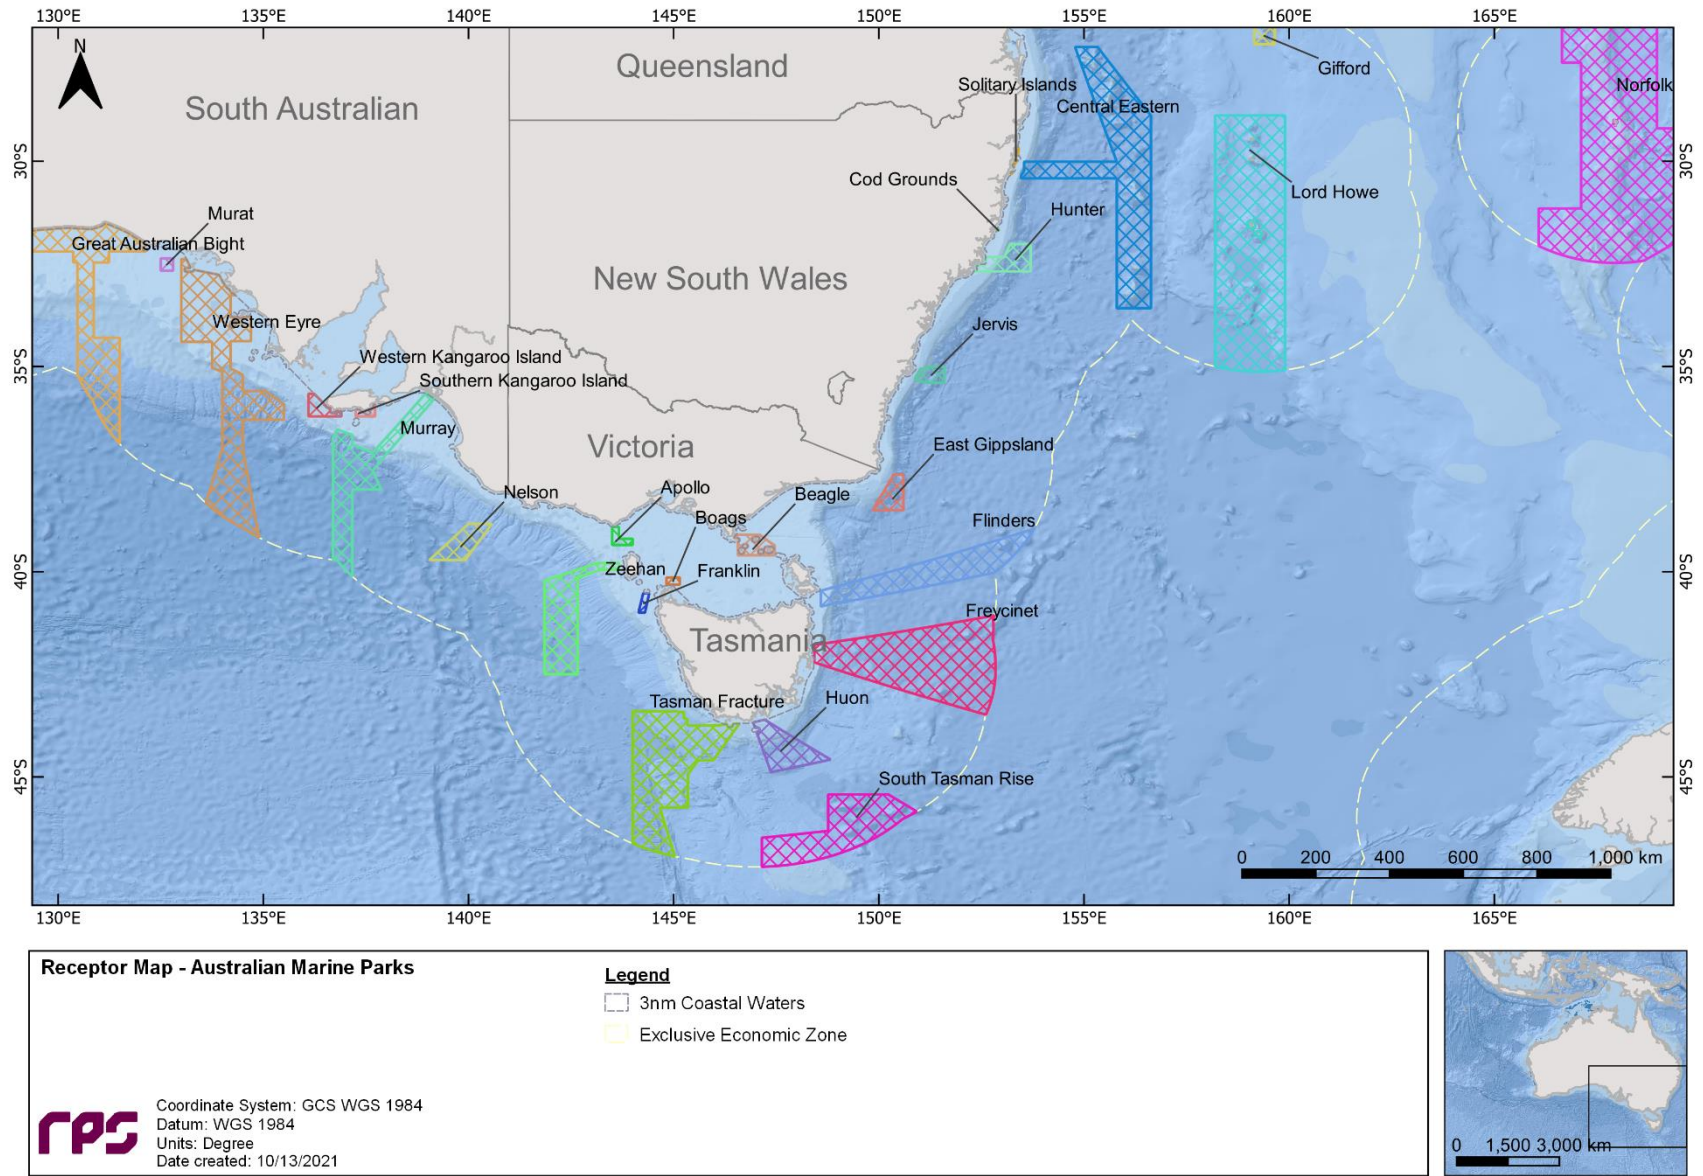 130°E 135°E 140°E 145°E 150°E 155°E 160°E 165°E
N
Queensland
South Australian
Solitary Islands
Gifford
Central Eastern
Norfolk
30°S
30°S
Cod Grounds
Lord Howe
Murat
Hunter
Great Australian Bight
New South Wales
Western Eyre
Jervis
Western Kangaroo Island
35°S
35°S
Southern Kangaroo Island
Murray
Victoria
East Gippsland
Nelson
Apollo
Beagle
Boags
Flinders
40°S
Zeehan
Franklin
40°S
Freycinet
Tasmania
Tasman Fracture
Huon
45°S
South Tasman Rise
45°S
0 200 400 600 800 1,000 km
130°E 135°E 140°E 145°E 150°E 155°E 160°E 165°E
Receptor Map - Australian Marine Parks
Legend
3nm Coastal Waters
Exclusive Economic Zone
rps
Coordinate System: GCS WGS 1984
Datum: WGS 1984
Units: Degree
Date created: 10/13/2021
0 1,500 3,000 km